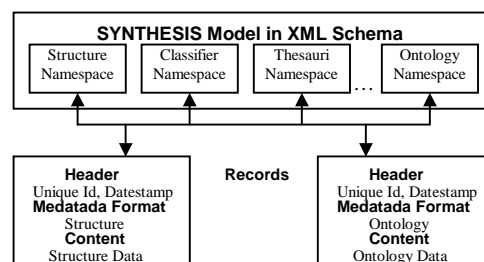 SYNTHESIS Model in XML Schema
Structure Namespace
Classifier Namespace
Thesauri Namespace
...
Ontology Namespace
Header
Unique Id, Datestamp
Medatada Format
Structure
Content
Structure Data
Records
Header
Unique Id, Datestamp
Medatada Format
Ontology
Content
Ontology Data